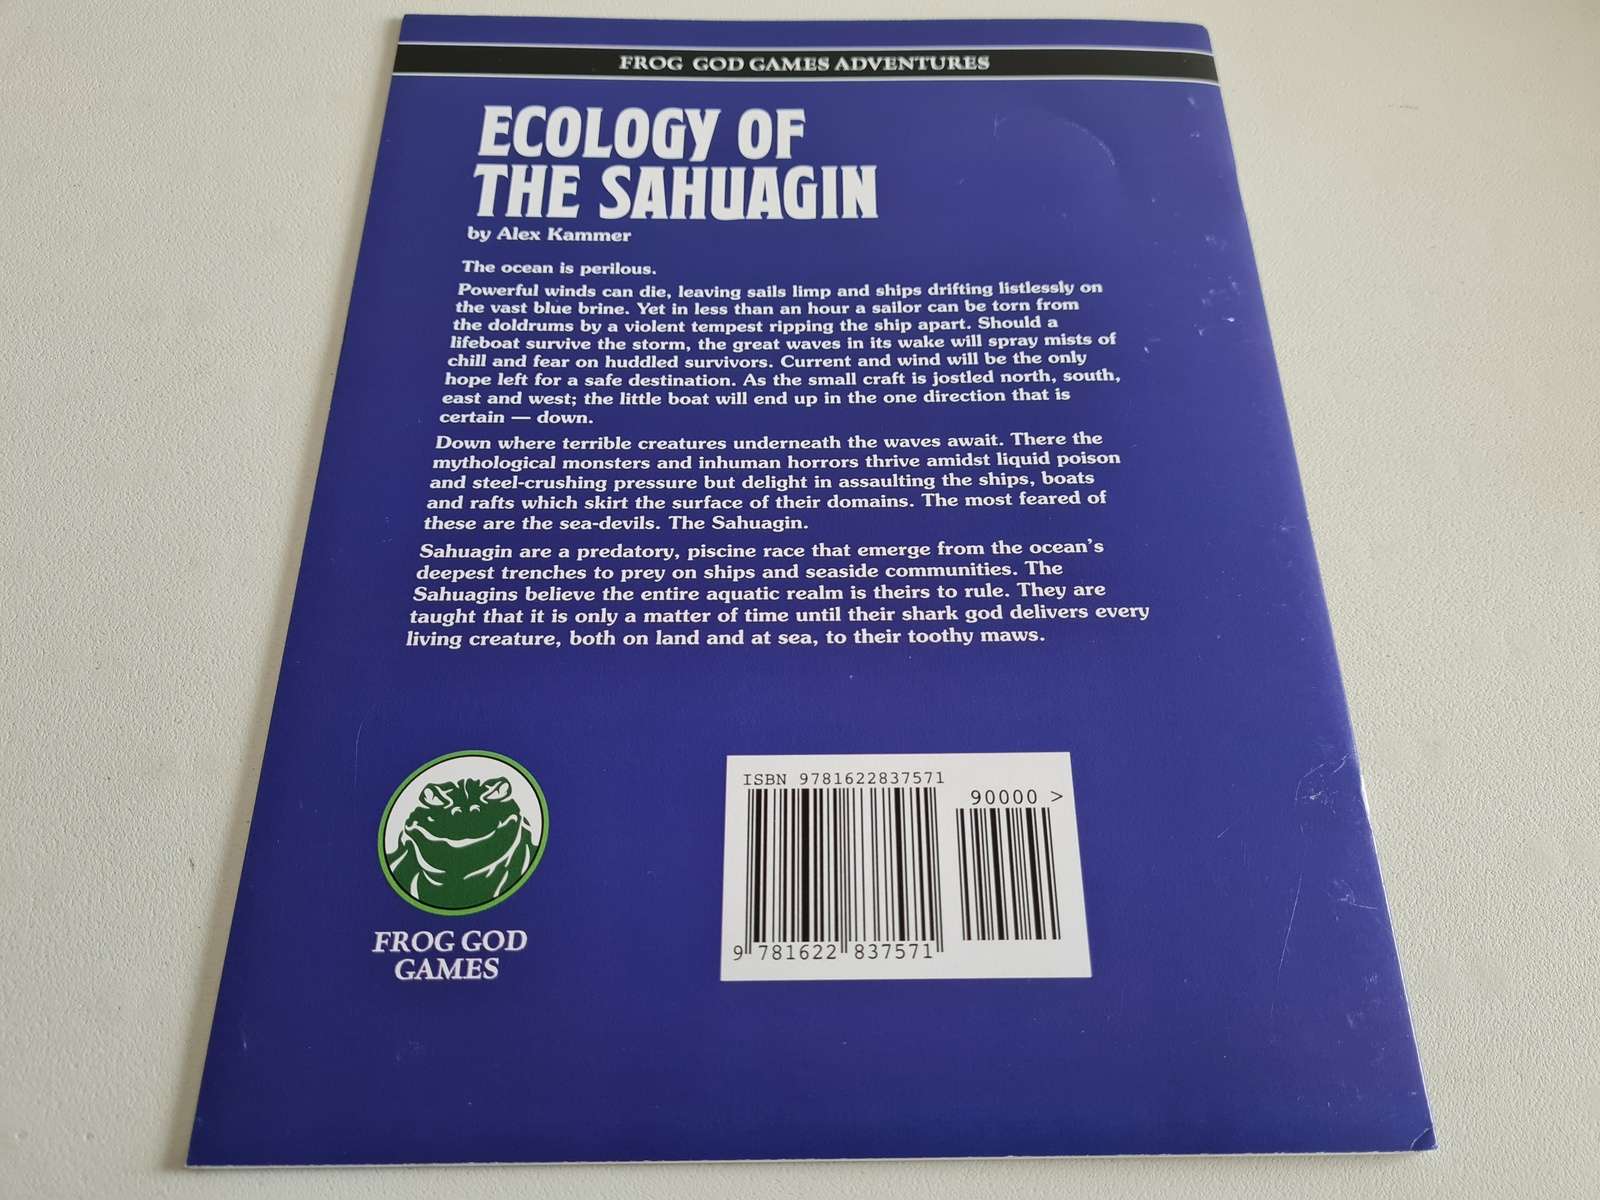 FROG GOD GAMES ADVENTURES
ECOLOGY OF
THE SAHUAGIN
by Alex Kammer
The ocean is perilous.
Powerful winds can die, leaving sails limp and ships drifting listlessly on
the vast blue brine. Yet in less than an hour a sailor can be torn from
the doldrums by a violent tempest ripping the ship apart. Should a
lifeboat survive the storm, the great waves in its wake will spray mists of
chill and fear on huddled survivors. Current and wind will be the only
hope left for a safe destination. As the small craft is jostled north, south,
east and west; the little boat will end up in the one direction that is
certain — down.
Down where terrible creatures underneath the waves await. There the
mythological monsters and inhuman horrors thrive amidst liquid poison
and steel-crushing pressure but delight in assaulting the ships, boats
and rafts which skirt the surface of their domains. The most feared of
these are the sea-devils. The Sahuagin.
Sahuagin are a predatory, piscine race that emerge from the ocean's
deepest trenches to prey on ships and seaside communities. The
Sahuagins believe the entire aquatic realm is theirs to rule. They are
taught that it is only a matter of time until their shark god delivers every
living creature, both on land and at sea, to their toothy maws.
FROG GOD
GAMES
ISBN 9781622837571
90000 >
9 781622 837571